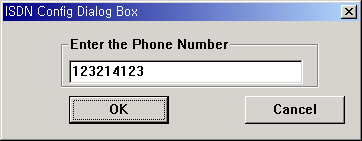 ISDN Config Dialog Box
Enter the Phone Number
123214123
OK
Cancel